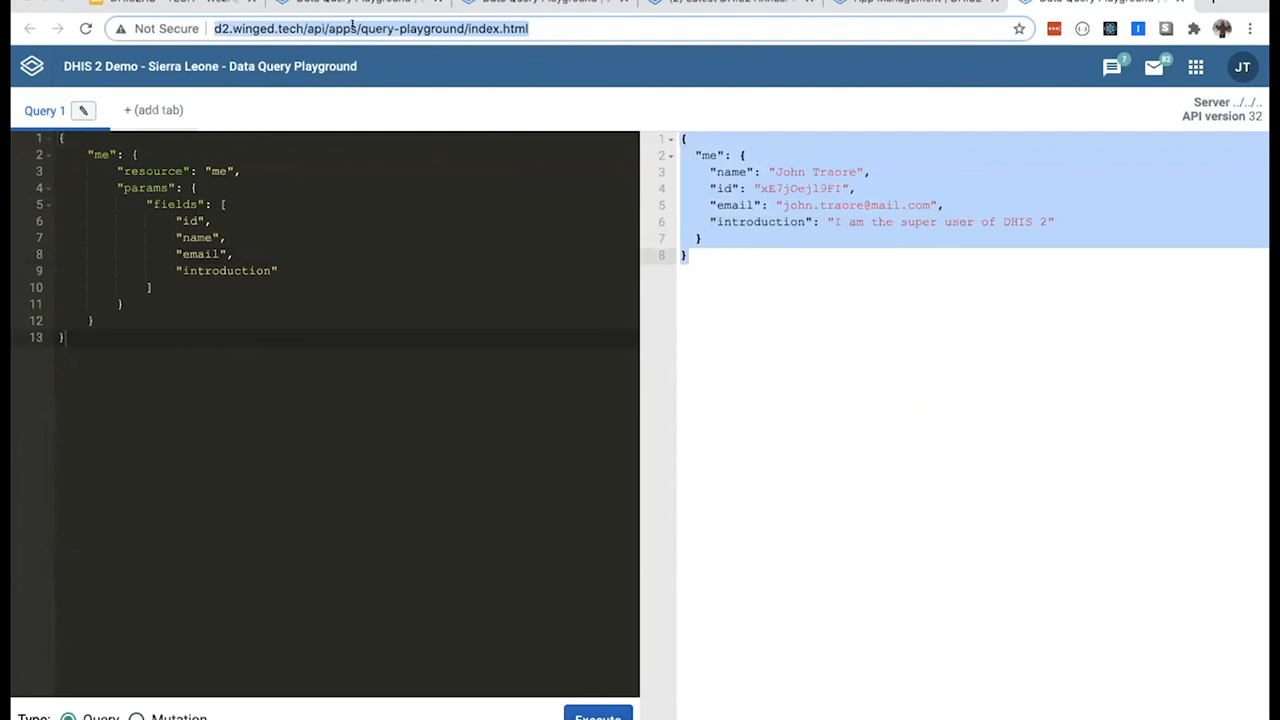 Not Secure d2.winged.tech/api/apps/query-playground/index.html
DHIS 2 Demo - Sierra Leone - Data Query Playground 7 82 JT
Query 1 + (add tab)
Server ../../..
API version 32
1 {
2 "me": {
3 "resource": "me",
4 "params": {
5 "fields": [
6 "id",
7 "name",
8 "email",
9 "introduction"
10 ]
11 }
12 }
13 }
1 {
2 "me": {
3 "name": "John Traore",
4 "id": "xE7jOejl9FI",
5 "email": "john.traore@mail.com",
6 "introduction": "I am the super user of DHIS 2"
7 }
8 }
Type: Query Mutation
Execute